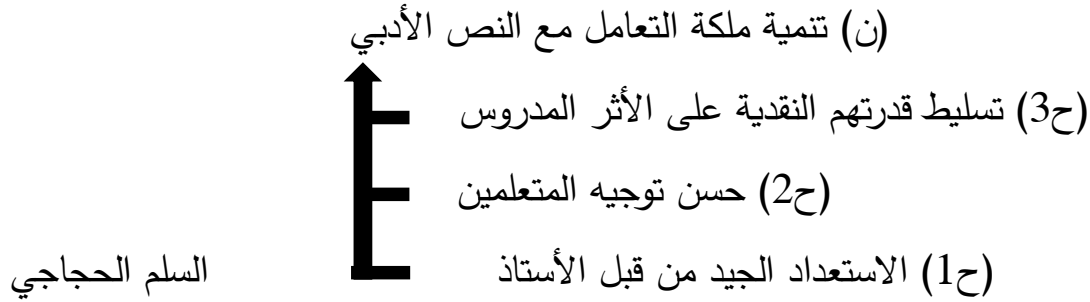 (ن) تنمية ملكة التعامل مع النص الأدبي
(ح3) تسليط قدرتهم النقدية على الأثر المدروس
(ح2) حسن توجيه المتعلمين
(ح1) الاستعداد الجيد من قبل الأستاذ
السلم الحجاجي